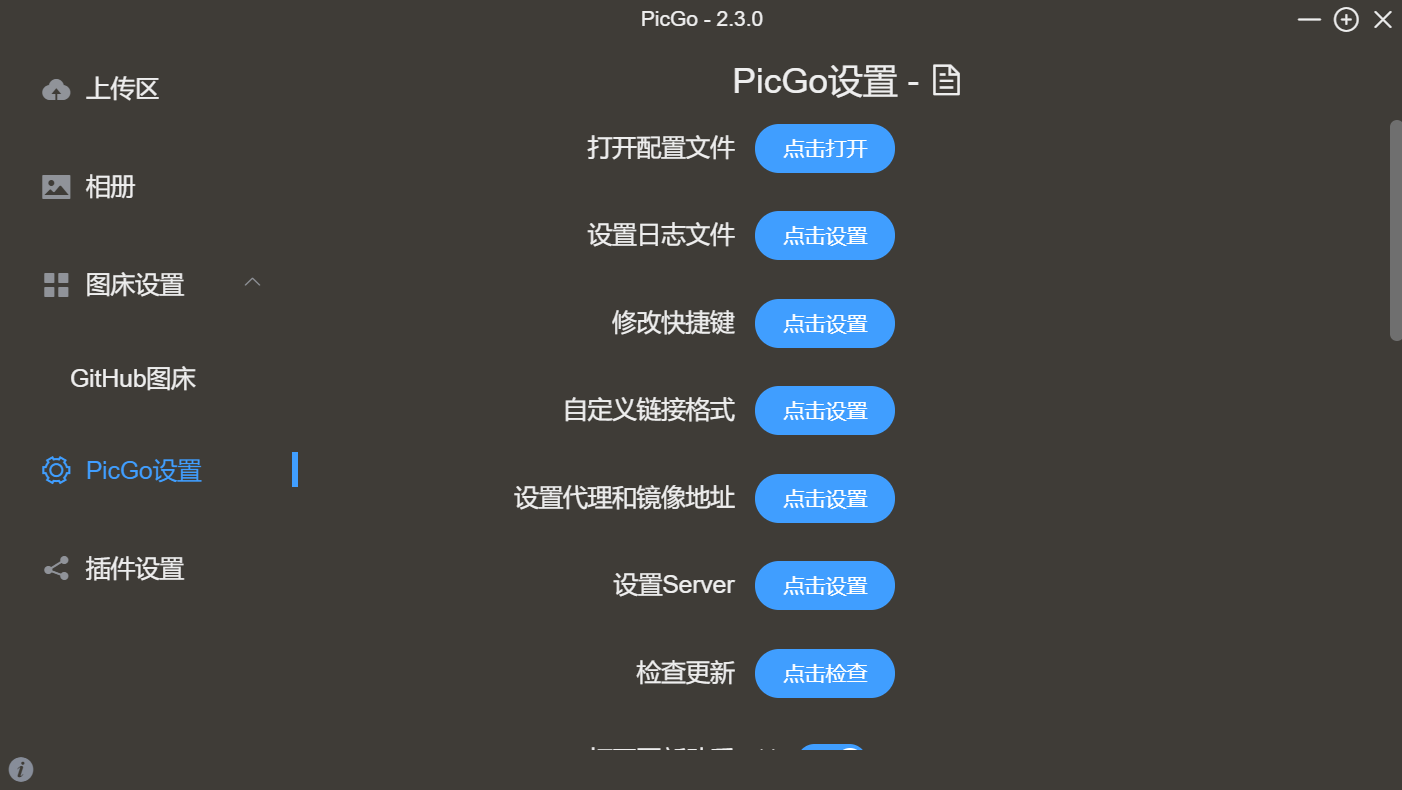 PicGo - 2.3.0
上传区
相册
图床设置
GitHub图床
PicGo设置
插件设置
PicGo设置 -
打开配置文件 点击打开
设置日志文件 点击设置
修改快捷键 点击设置
自定义链接格式 点击设置
设置代理和镜像地址 点击设置
设置Server 点击设置
检查更新 点击检查